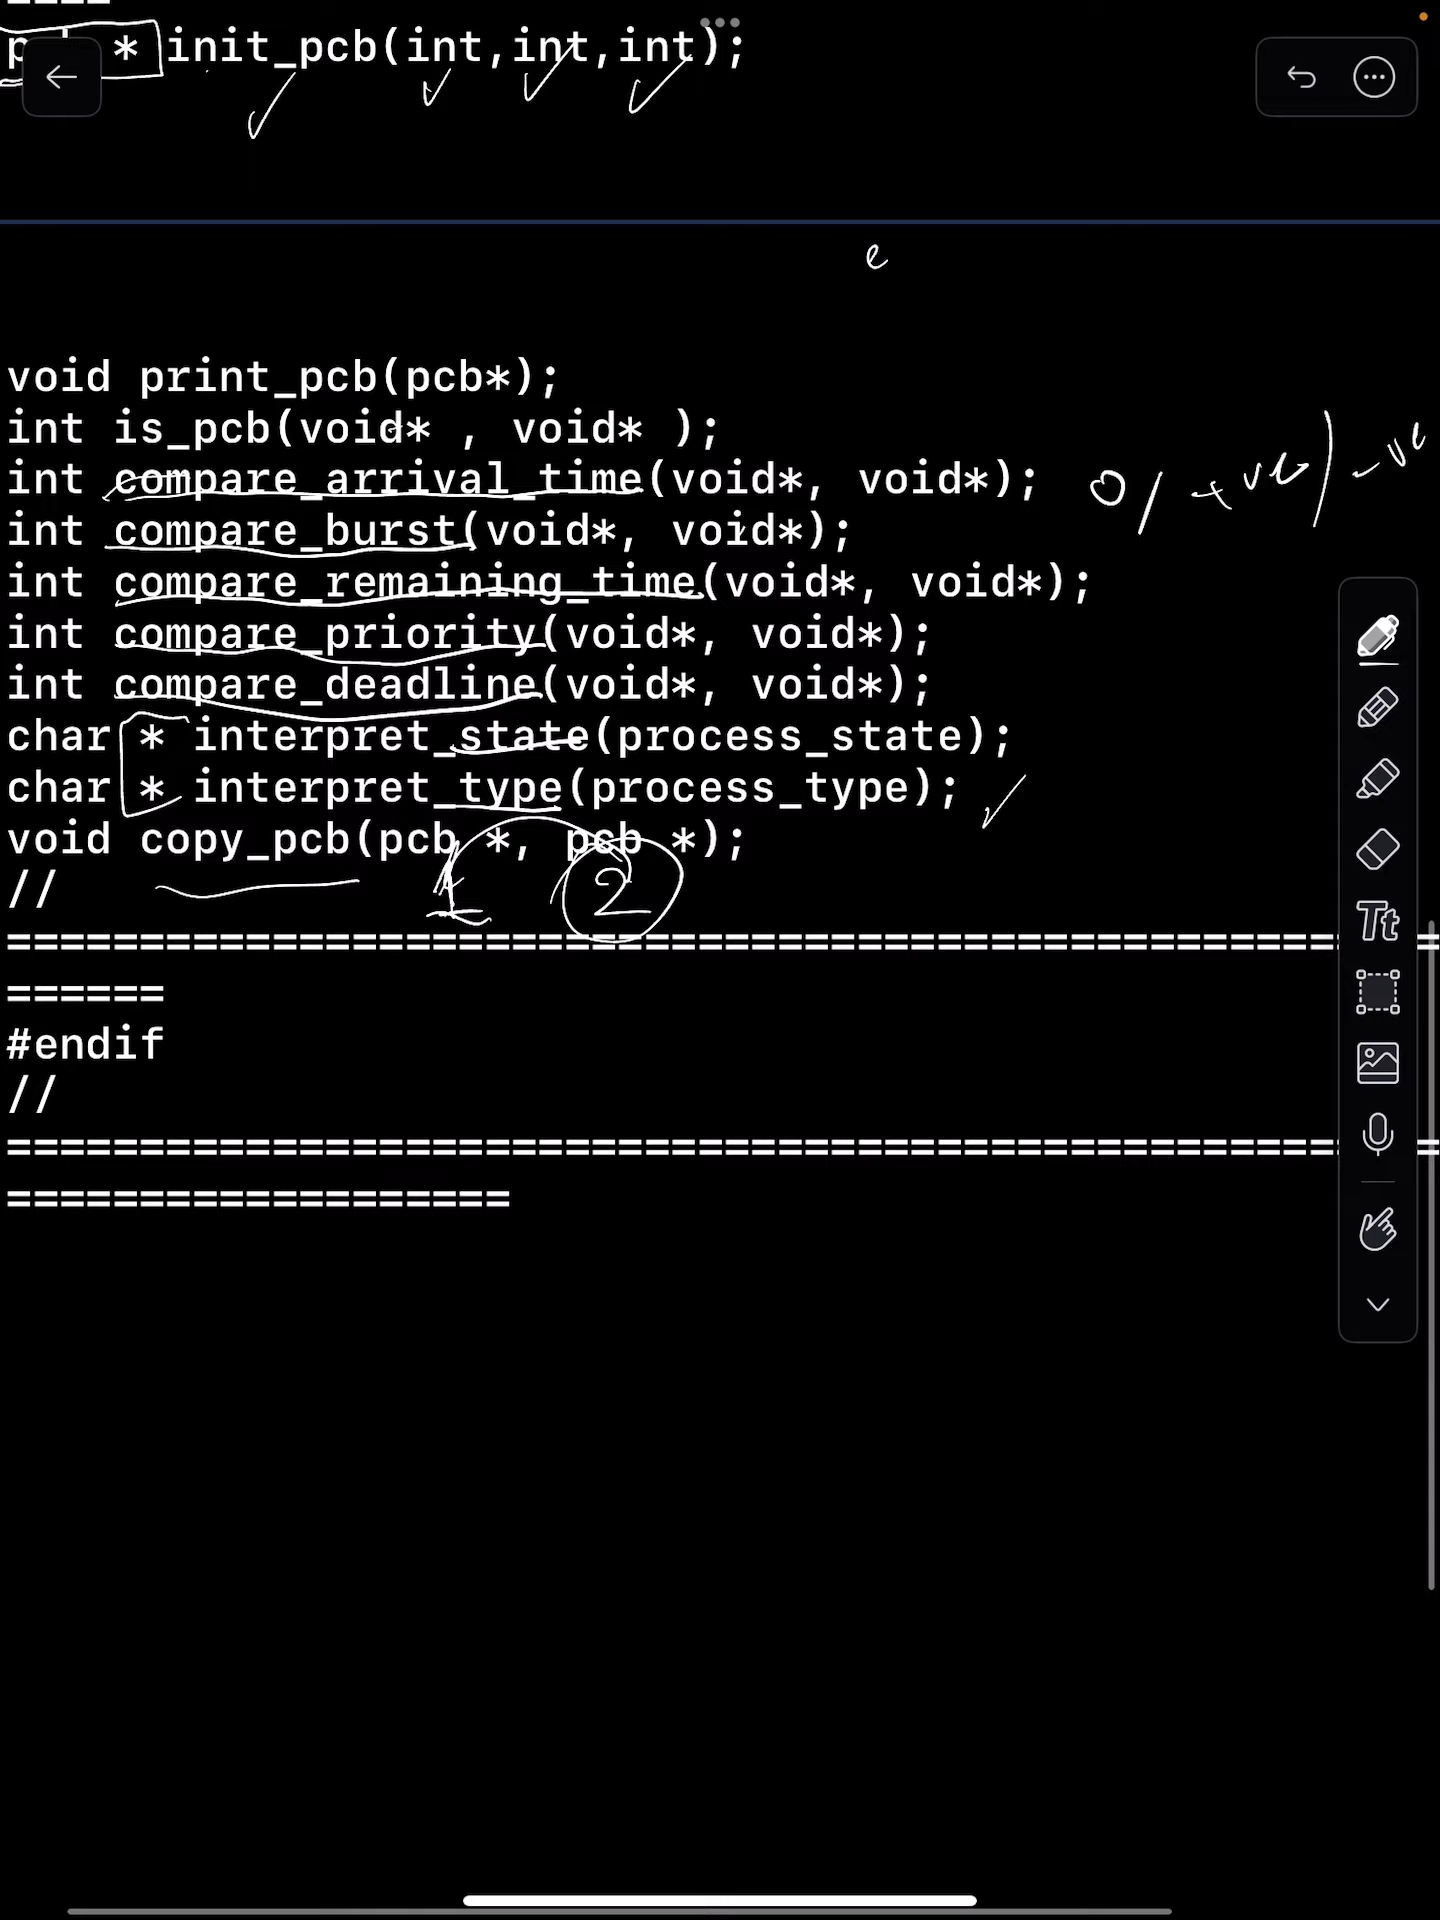 * init_pcb(int,int,int);
e
void print_pcb(pcb*);
int is_pcb(void* , void* );
int compare_arrival_time(void*, void*); 0/ +ve/ -ve
int compare_burst(void*, void*);
int compare_remaining_time(void*, void*);
int compare_priority(void*, void*);
int compare_deadline(void*, void*);
char * interpret_state(process_state);
char * interpret_type(process_type);
void copy_pcb(pcb *, pcb *);
// 1 2
===================================================
======
#endif
//
===================================================
===================
Tt